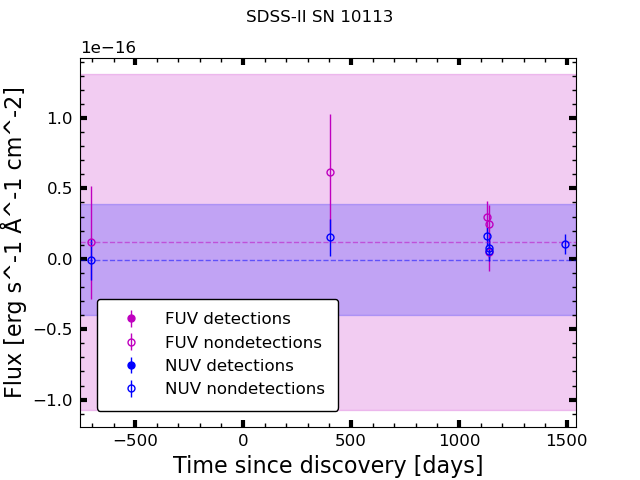 SDSS-II SN 10113
1e−16
Flux [erg s^-1 Å^-1 cm^-2]
1.0
0.5
0.0
−0.5
−1.0
FUV detections
FUV nondetections
NUV detections
NUV nondetections
−500
0
500
1000
1500
Time since discovery [days]